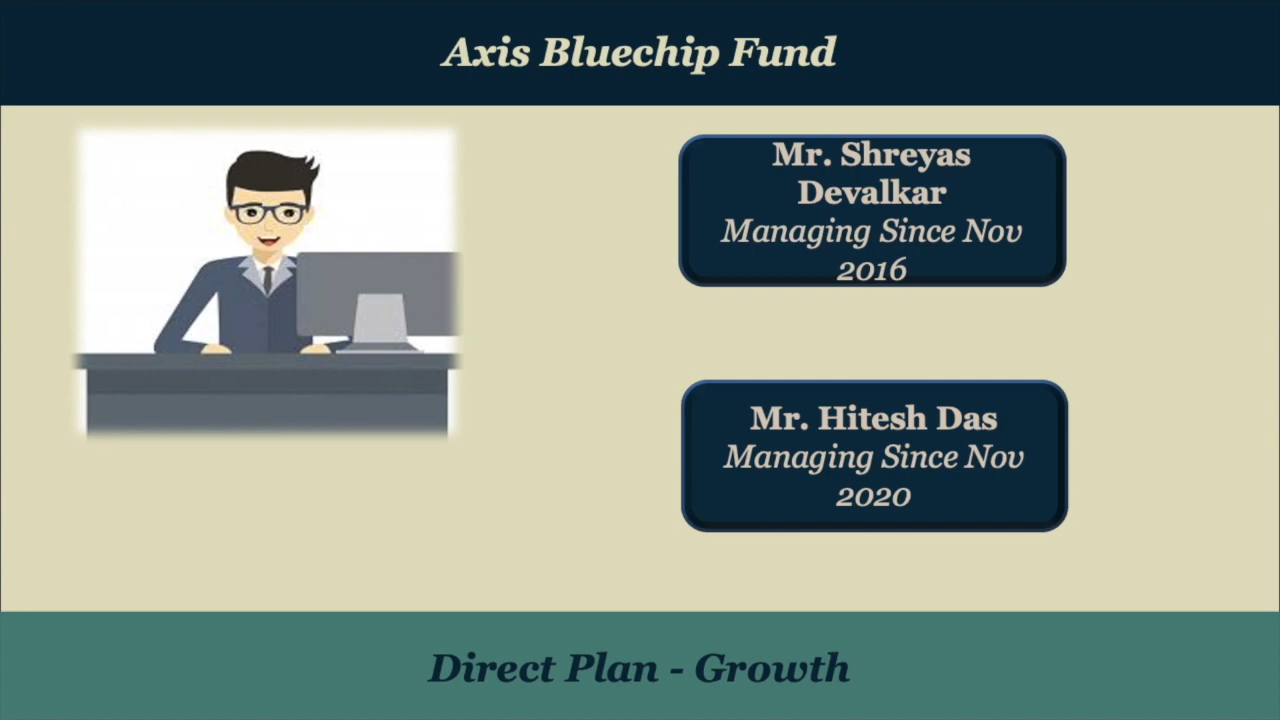 Axis Bluechip Fund
Mr. Shreyas
Devalkar
Managing Since Nov
2016
Mr. Hitesh Das
Managing Since Nov
2020
Direct Plan - Growth